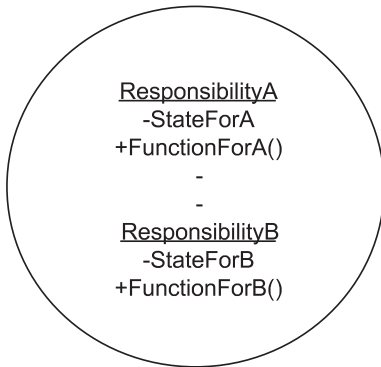 ResponsibilityA
-StateForA
+FunctionForA()
-
-
ResponsibilityB
-StateForB
+FunctionForB()